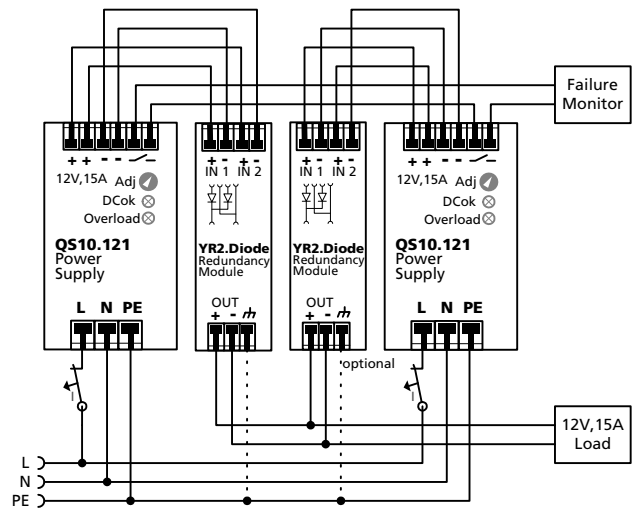 Failure
Monitor
+ + - -
+ - + -
IN 1 IN 2
+ - + -
IN 1 IN 2
+ + - -
12V,15A Adj
DCok
Overload
QS10.121
Power
Supply
L N PE
YR2.Diode
Redundancy
Module
OUT
+ -
YR2.Diode
Redundancy
Module
OUT
+ -
optional
12V,15A Adj
DCok
Overload
QS10.121
Power
Supply
L N PE
I
I
12V,15A
Load
L
N
PE